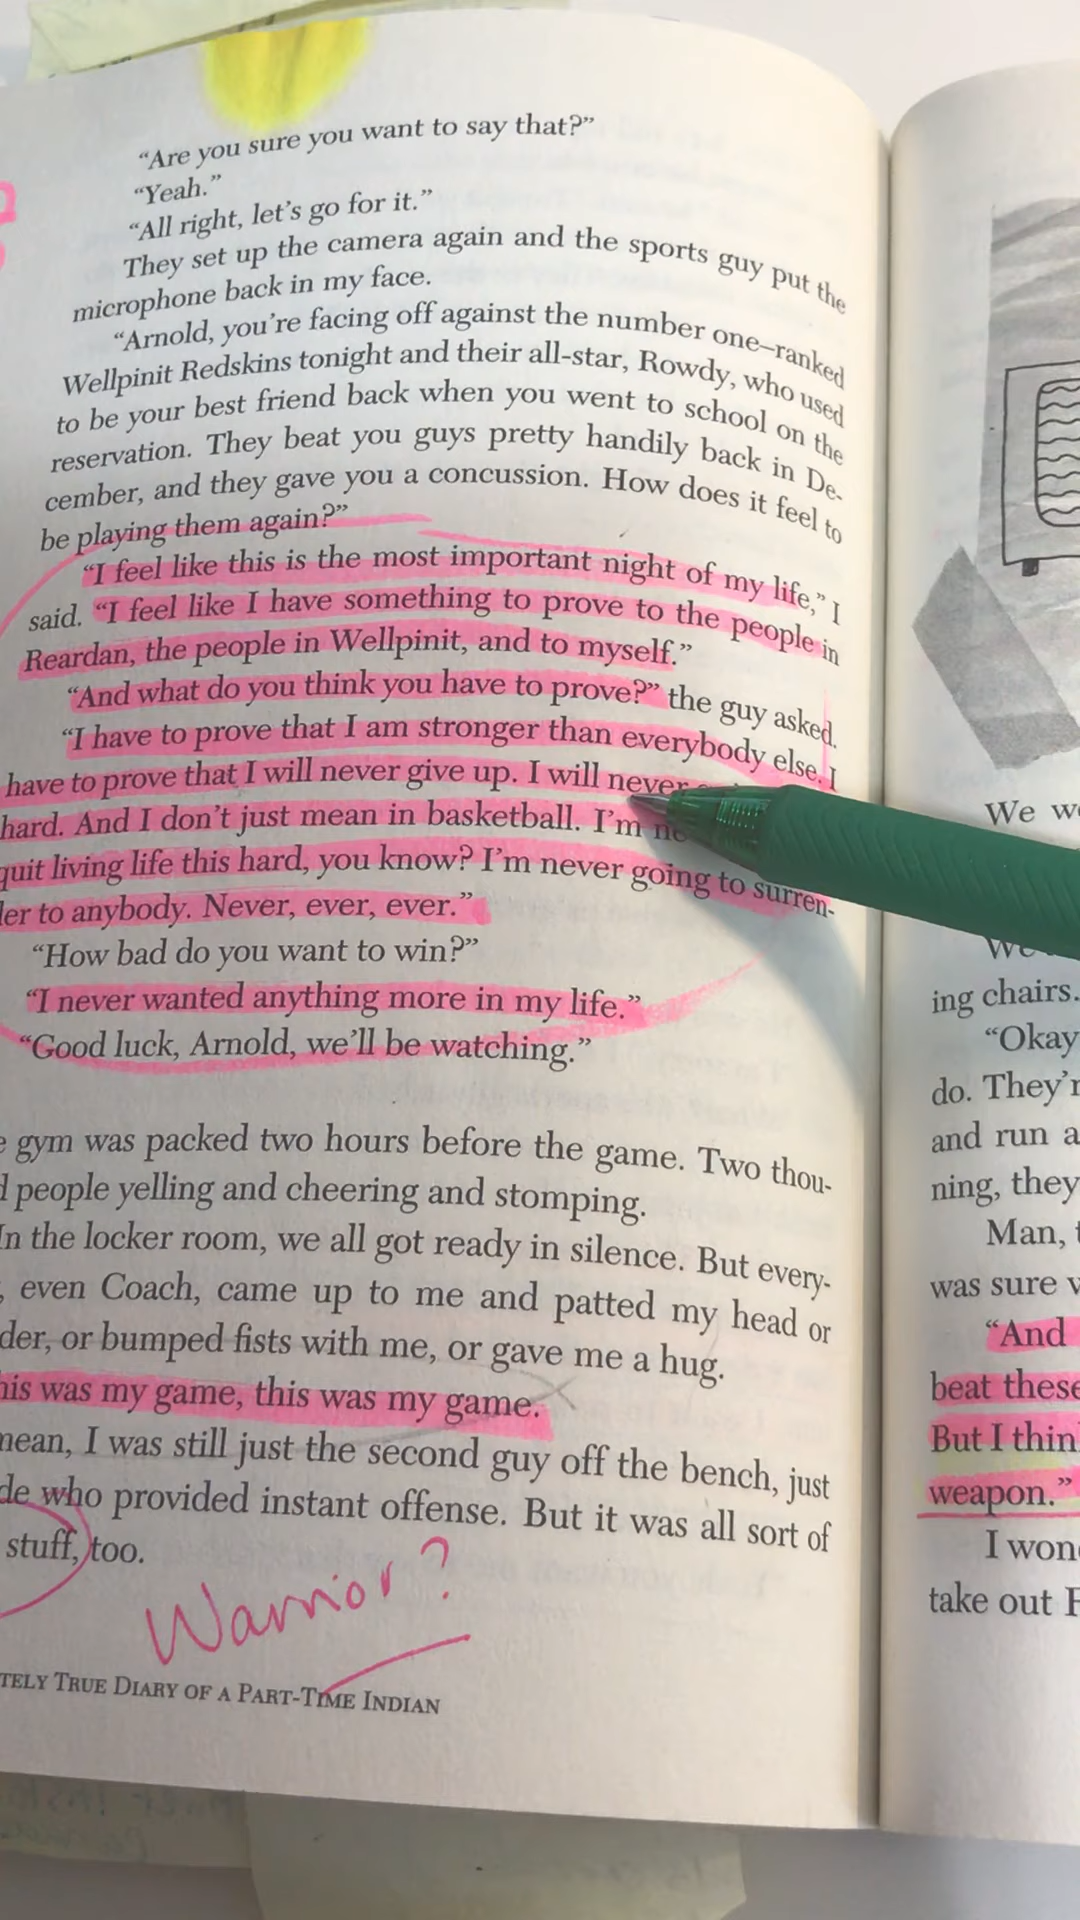 “Are you sure you want to say that?”
“Yeah.”
“All right, let’s go for it.”
They set up the camera again and the sports guy put the
microphone back in my face.
“Arnold, you’re facing off against the number one–ranked
Wellpinit Redskins tonight and their all-star, Rowdy, who used
to be your best friend back when you went to school on the
reservation. They beat you guys pretty handily back in De-
cember, and they gave you a concussion. How does it feel to
be playing them again?”
“I feel like this is the most important night of my life,” I
said. “I feel like I have something to prove to the people in
Reardan, the people in Wellpinit, and to myself.”
“And what do you think you have to prove?” the guy asked.
“I have to prove that I am stronger than everybody else. I
have to prove that I will never give up. I will never
hard. And I don’t just mean in basketball. I’m
quit living life this hard, you know? I’m never going to surren-
der to anybody. Never, ever, ever.”
“How bad do you want to win?”
“I never wanted anything more in my life.”
“Good luck, Arnold, we’ll be watching.”
gym was packed two hours before the game. Two thou-
people yelling and cheering and stomping.
In the locker room, we all got ready in silence. But every-
, even Coach, came up to me and patted my head or
der, or bumped fists with me, or gave me a hug.
his was my game, this was my game.
mean, I was still just the second guy off the bench, just
de who provided instant offense. But it was all sort of
stuff, too.
Warrior?
TELY TRUE DIARY OF A PART-TIME INDIAN
We
ing chairs.
“Okay
do. They’r
and run a
ning, they
Man,
was sure
“And
beat these
But I thin
weapon.”
I won
take out